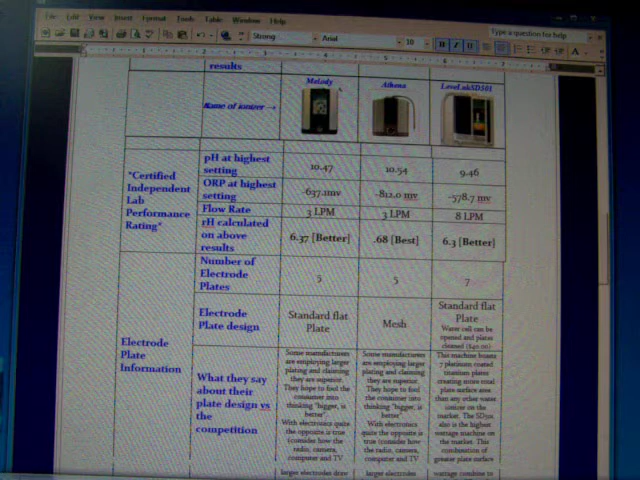 File Edit View Insert Format Tools Table Window Help
Type a question for help
Strong Arial 10 B I U
results
Name of ionizer → Melody Athena LeveLukSD501
*Certified Independent Lab Performance Rating*
pH at highest setting 10.47 10.54 9.46
ORP at highest setting -637.1mv -812.0 mv -578.7 mv
Flow Rate 3 LPM 3 LPM 8 LPM
rH calculated on above results 6.37 [Better] .68 [Best] 6.3 [Better]
Electrode Plate Information
Number of Electrode Plates 5 5 7
Electrode Plate design
Standard flat Plate
Mesh
Standard flat Plate
Water cell can be
opened and plates
cleaned
What they say about their plate design vs the competition
Some manufacturers
are employing larger
plating and claiming
they are superior.
They hope to fool the
consumer into
thinking "bigger, is
better".
With electronics quite
the opposite is true
(consider how the
radio, camera,
computer and TV
Some manufacturers
are employing larger
plating and claiming
they are superior.
They hope to fool the
consumer into
thinking "bigger, is
better".
With electronics quite
the opposite is true
(consider how the
radio, camera,
computer and TV
This machine boasts
7 platinum coated
titanium plates
creating more total
plate surface
area than any other water
ionizer on the
market. The SD501
also is the highest
wattage machine on
the market. This
combination of
greater plate surface
larger electrodes draw
larger electrodes
wattage combine to